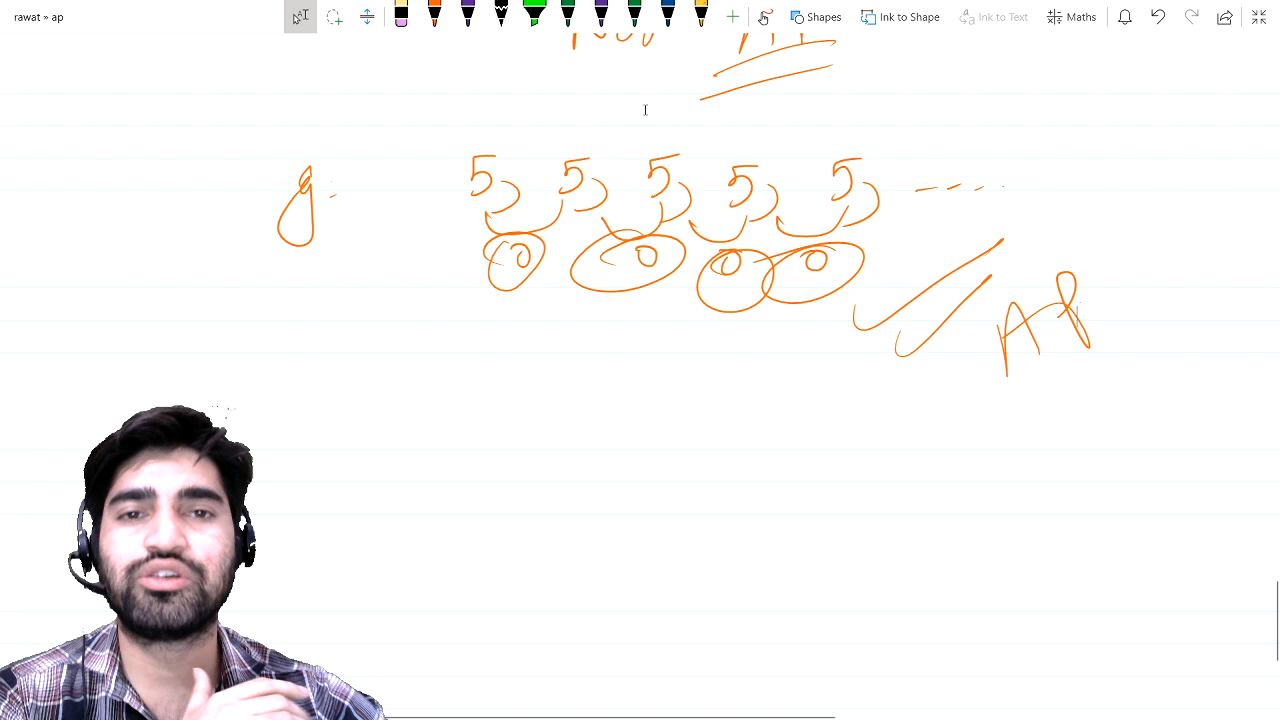 rawat » ap
Shapes Ink to Shape Ink to Text Maths
g: 5, 5, 5, 5, 5, ----
0 0 0 0
AP